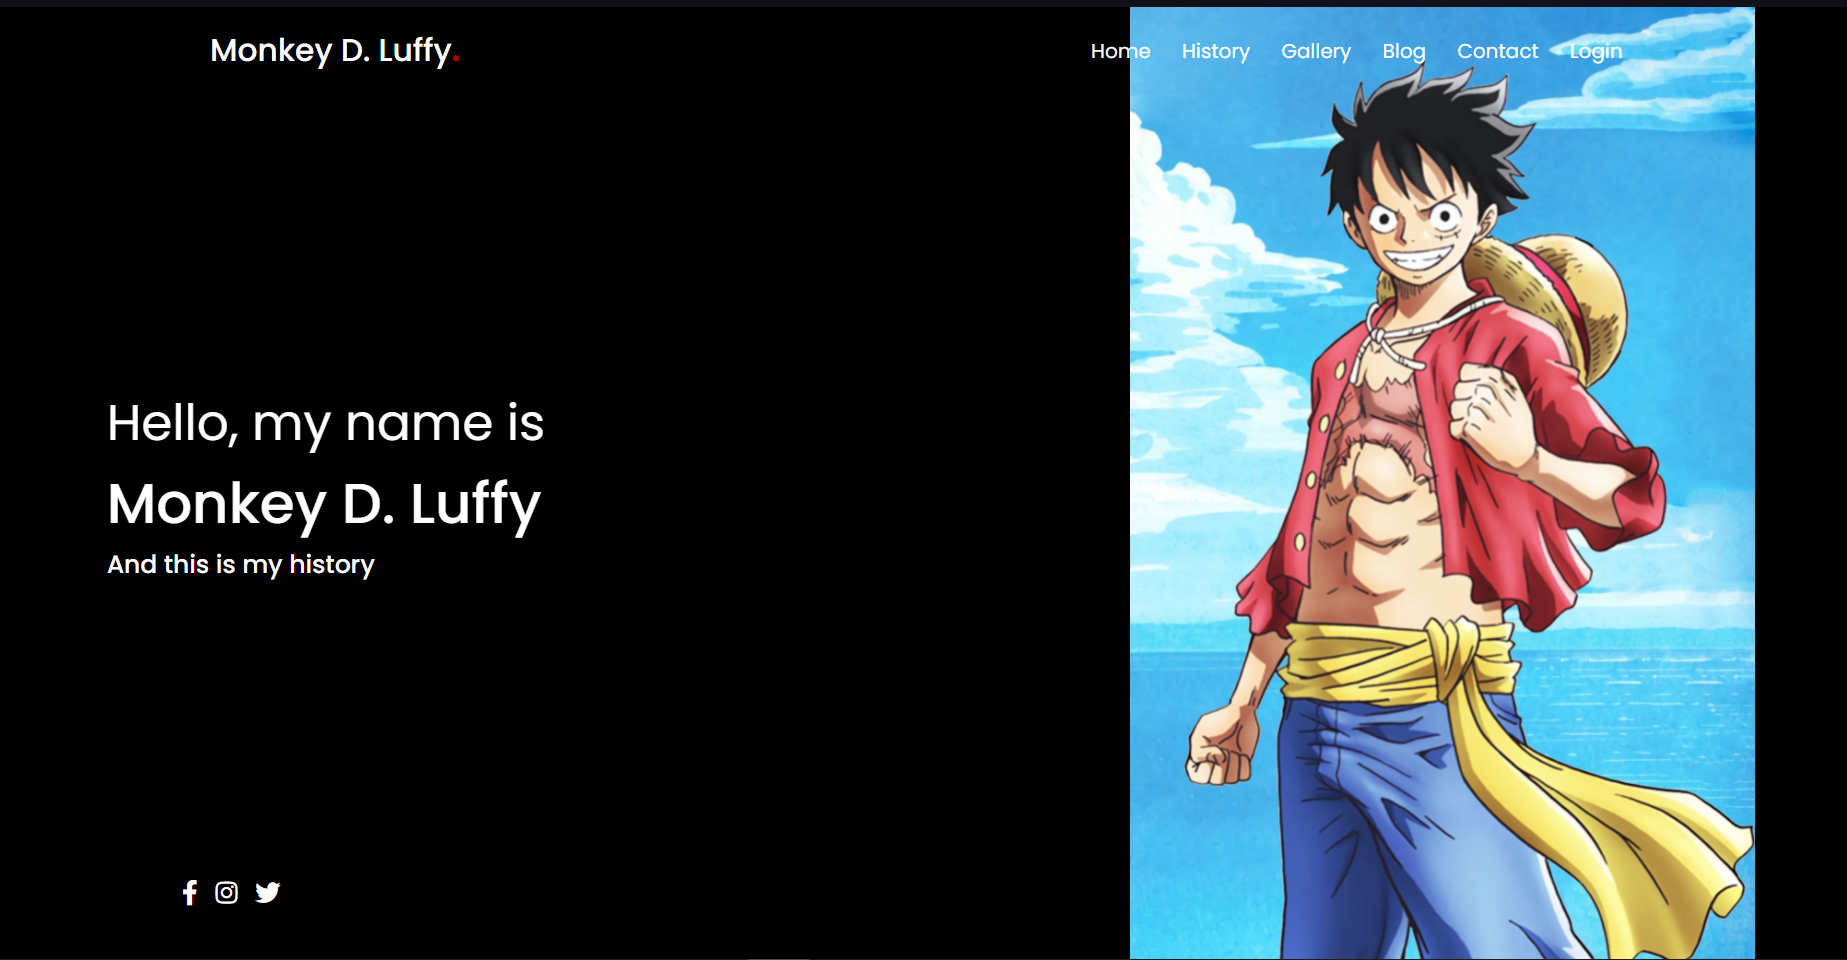 Monkey D. Luffy.
Home History Gallery Blog Contact Login
Hello, my name is
Monkey D. Luffy
And this is my history